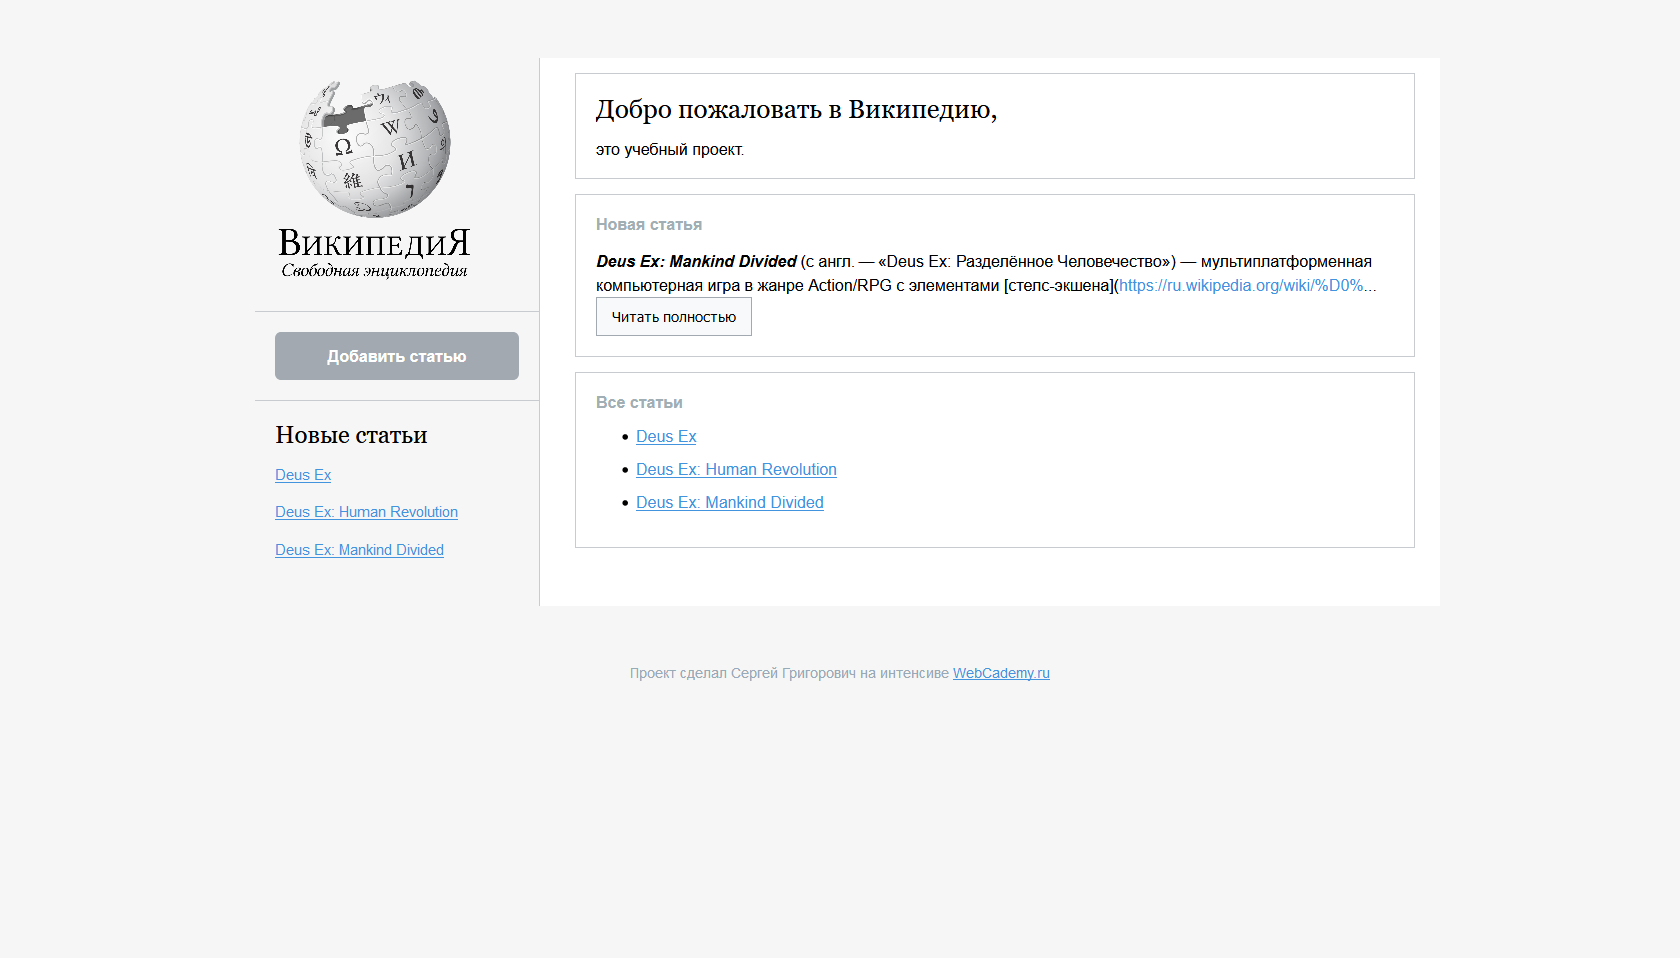 ВикипедиЯ
Свободная энциклопедия
Добавить статью
Новые статьи
Deus Ex
Deus Ex: Human Revolution
Deus Ex: Mankind Divided
Добро пожаловать в Википедию,
это учебный проект.
Новая статья
Deus Ex: Mankind Divided (с англ. — «Deus Ex: Разделённое Человечество») — мультиплатформенная
компьютерная игра в жанре Action/RPG с элементами [стелс-экшена](https://ru.wikipedia.org/wiki/%D0%...
Читать полностью
Все статьи
Deus Ex
Deus Ex: Human Revolution
Deus Ex: Mankind Divided
Проект сделал Сергей Григорович на интенсиве WebCademy.ru